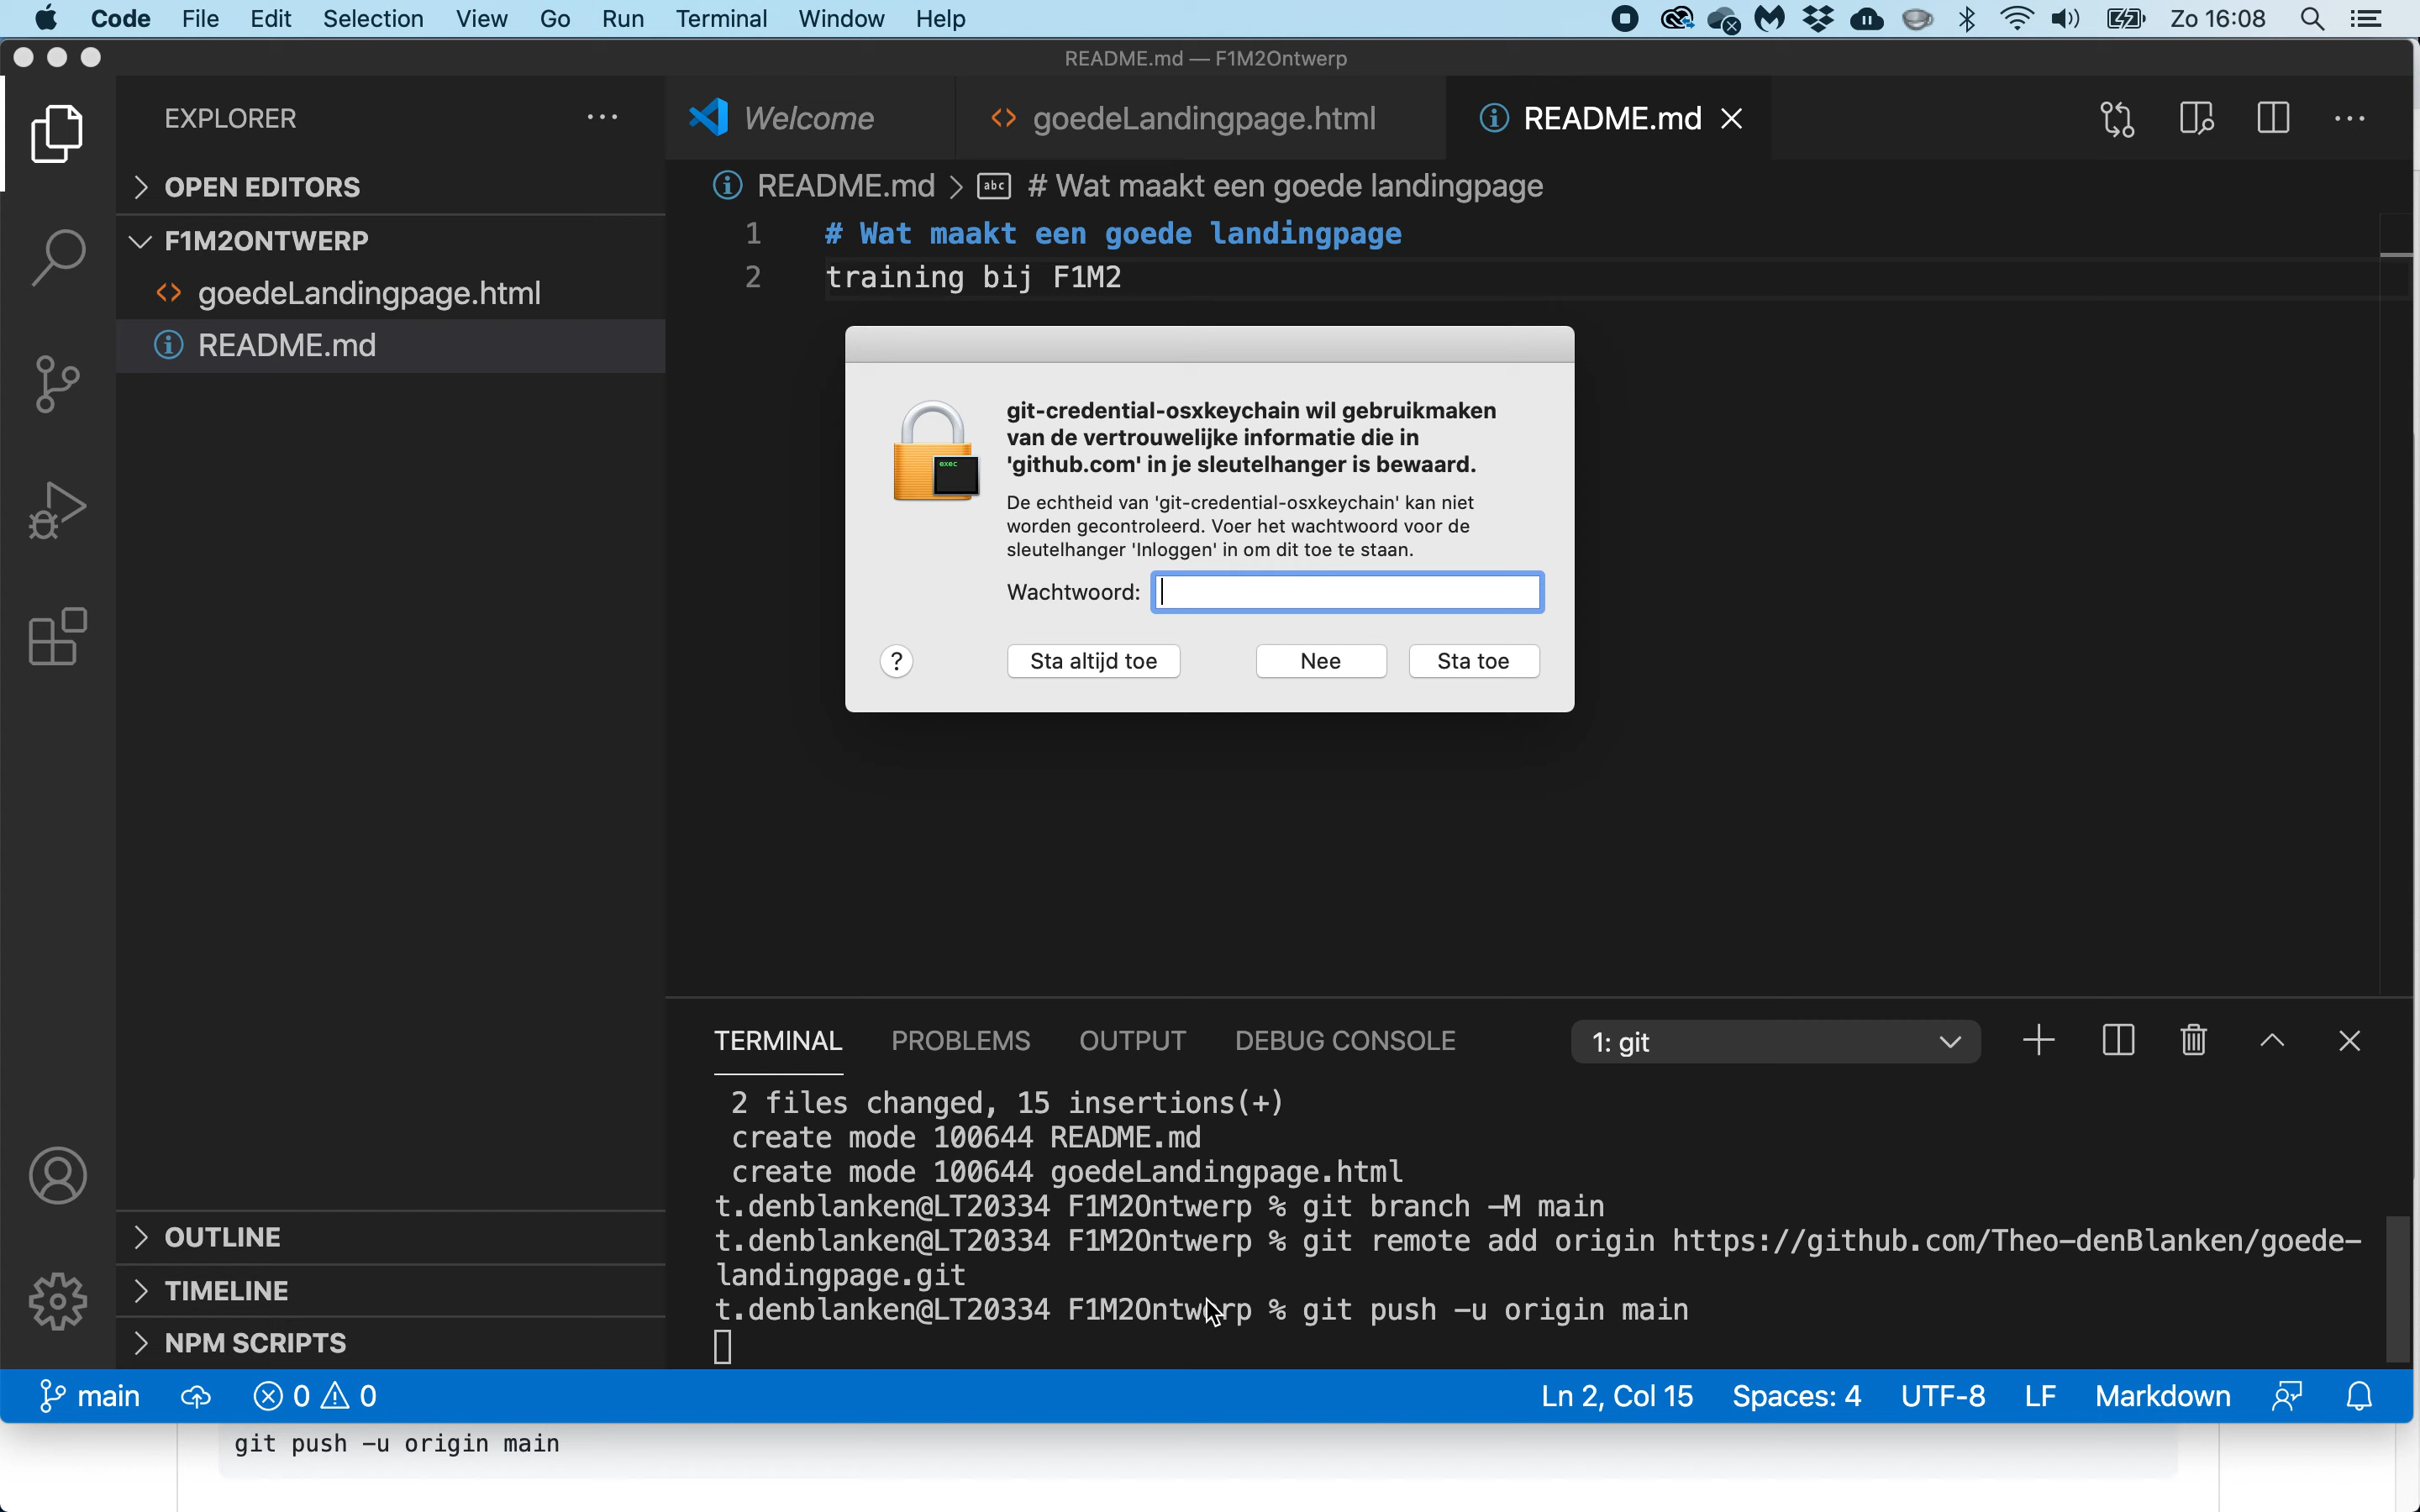 Code File Edit Selection View Go Run Terminal Window Help Zo 16:08
README.md — F1M2Ontwerp
EXPLORER
Welcome
goedeLandingpage.html
README.md
OPEN EDITORS
F1M2ONTWERP
goedeLandingpage.html
README.md
README.md > # Wat maakt een goede landingpage
1 # Wat maakt een goede landingpage
2 training bij F1M2
git-credential-osxkeychain wil gebruikmaken
van de vertrouwelijke informatie die in
'github.com' in je sleutelhanger is bewaard.
De echtheid van 'git-credential-osxkeychain' kan niet
worden gecontroleerd. Voer het wachtwoord voor de
sleutelhanger 'Inloggen' in om dit toe te staan.
Wachtwoord:
? Sta altijd toe Nee Sta toe
exec
abc
TERMINAL PROBLEMS OUTPUT DEBUG CONSOLE 1: git
2 files changed, 15 insertions(+)
create mode 100644 README.md
create mode 100644 goedeLandingpage.html
t.denblanken@LT20334 F1M2Ontwerp % git branch -M main
t.denblanken@LT20334 F1M2Ontwerp % git remote add origin https://github.com/Theo-denBlanken/goede-
landingpage.git
t.denblanken@LT20334 F1M2Ontwerp % git push -u origin main
OUTLINE
TIMELINE
NPM SCRIPTS
main 0 0 Ln 2, Col 15 Spaces: 4 UTF-8 LF Markdown
git push -u origin main